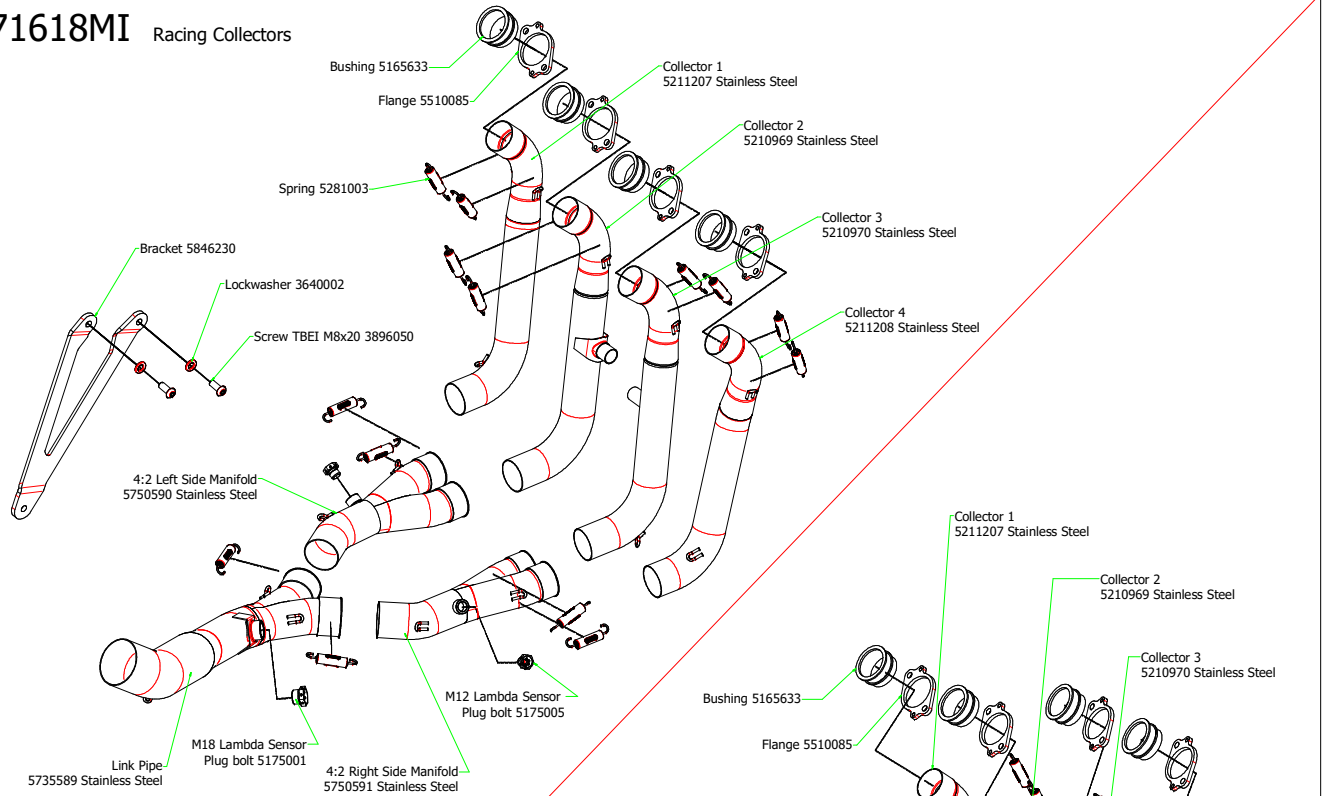 71618MI Racing Collectors
Bushing 5165633
Flange 5510085
Collector 1
5211207 Stainless Steel
Collector 2
5210969 Stainless Steel
Spring 5281003
Collector 3
5210970 Stainless Steel
Bracket 5846230
Lockwasher 3640002
Screw TBEI M8x20 3896050
Collector 4
5211208 Stainless Steel
4:2 Left Side Manifold
5750590 Stainless Steel
M12 Lambda Sensor
Plug bolt 5175005
M18 Lambda Sensor
Plug bolt 5175001
Link Pipe
5735589 Stainless Steel
4:2 Right Side Manifold
5750591 Stainless Steel
Collector 1
5211207 Stainless Steel
Collector 2
5210969 Stainless Steel
Collector 3
5210970 Stainless Steel
Bushing 5165633
Flange 5510085